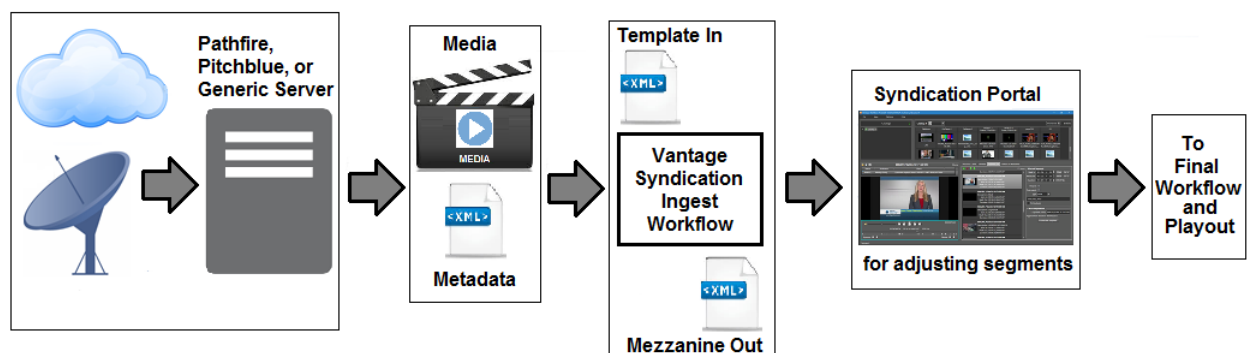 Pathfire,
Pitchblue, or
Generic Server
Media
MEDIA
<XML>
Metadata
Template In
<XML>
Vantage
Syndication
Ingest
Workflow
<XML>
Mezzanine Out
Syndication Portal
for adjusting segments
To
Final
Workflow
and
Playout